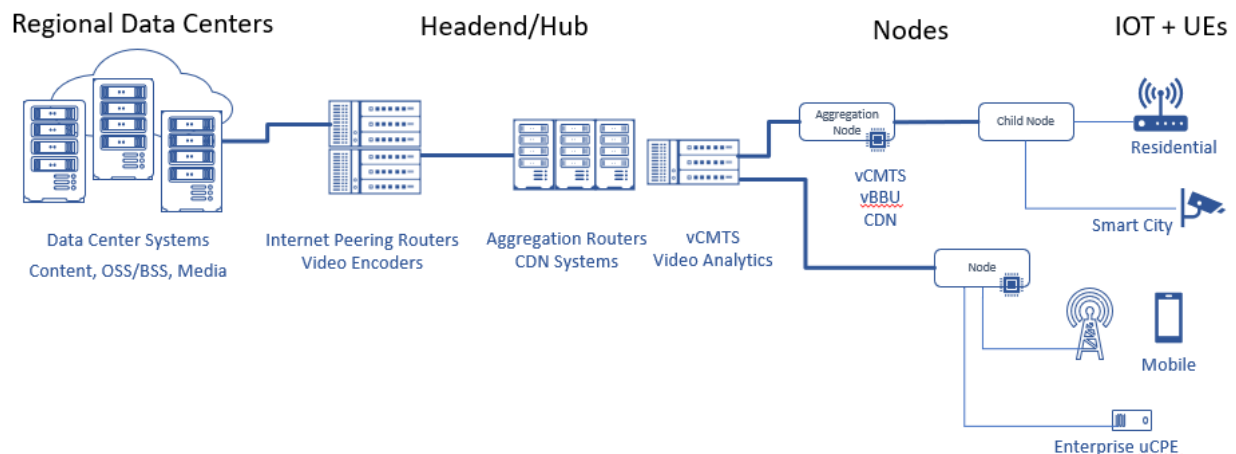 Regional Data Centers
Headend/Hub
Nodes
IOT + UEs
Aggregation
Node
Child Node
Residential
vCMTS
vBBU
CDN
Smart City
Data Center Systems
Content, OSS/BSS, Media
Internet Peering Routers
Video Encoders
Aggregation Routers
CDN Systems
vCMTS
Video Analytics
Node
Mobile
Enterprise uCPE